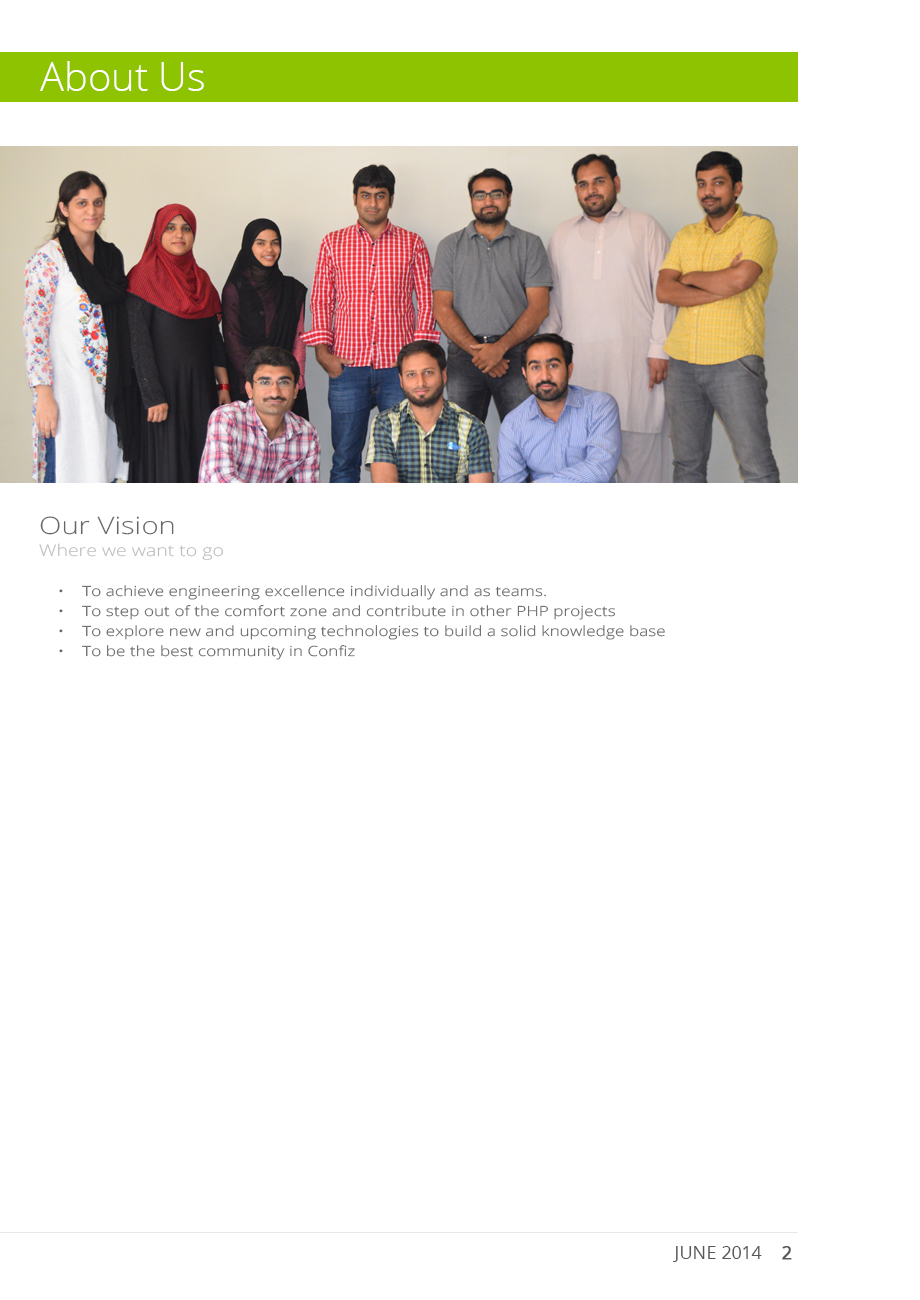 About Us
Our Vision
Where we want to go
• To achieve engineering excellence individually and as teams.
• To step out of the comfort zone and contribute in other PHP projects
• To explore new and upcoming technologies to build a solid knowledge base
• To be the best community in Confiz
JUNE 2014 2